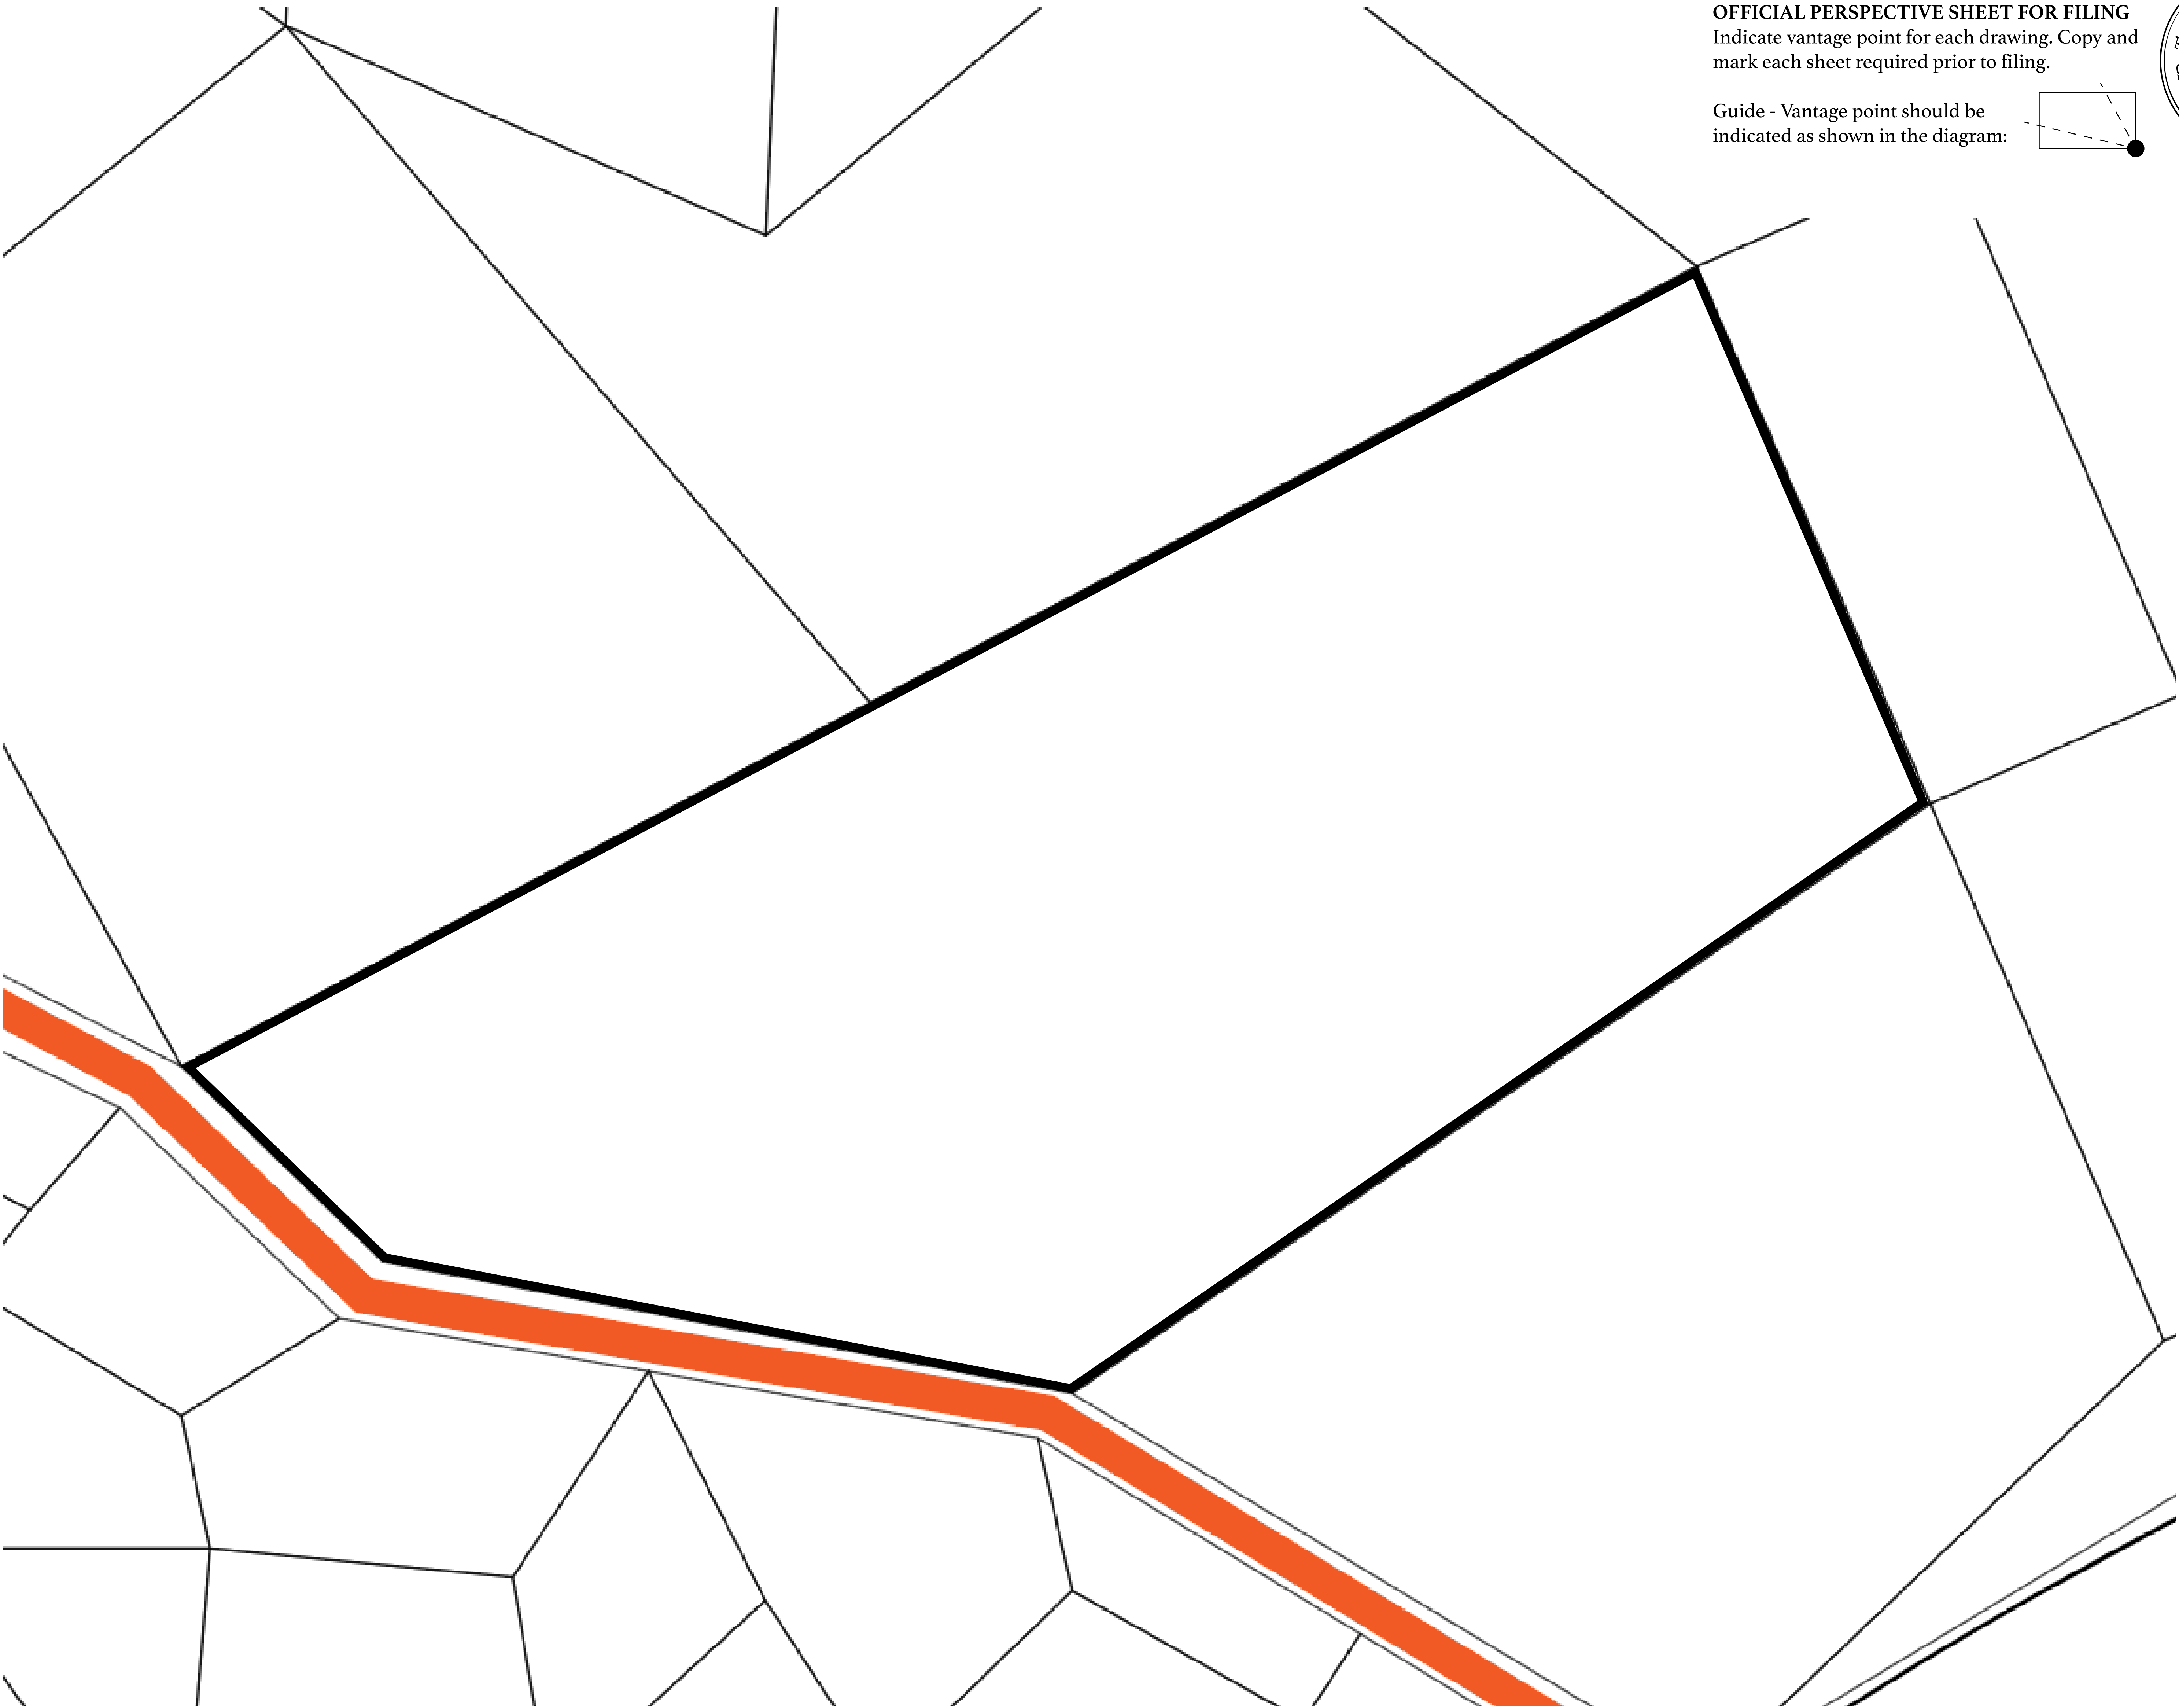 OFFICIAL PERSPECTIVE SHEET FOR FILING
Indicate vantage point for each drawing. Copy and
mark each sheet required prior to filing.
Guide - Vantage point should be
indicated as shown in the diagram: